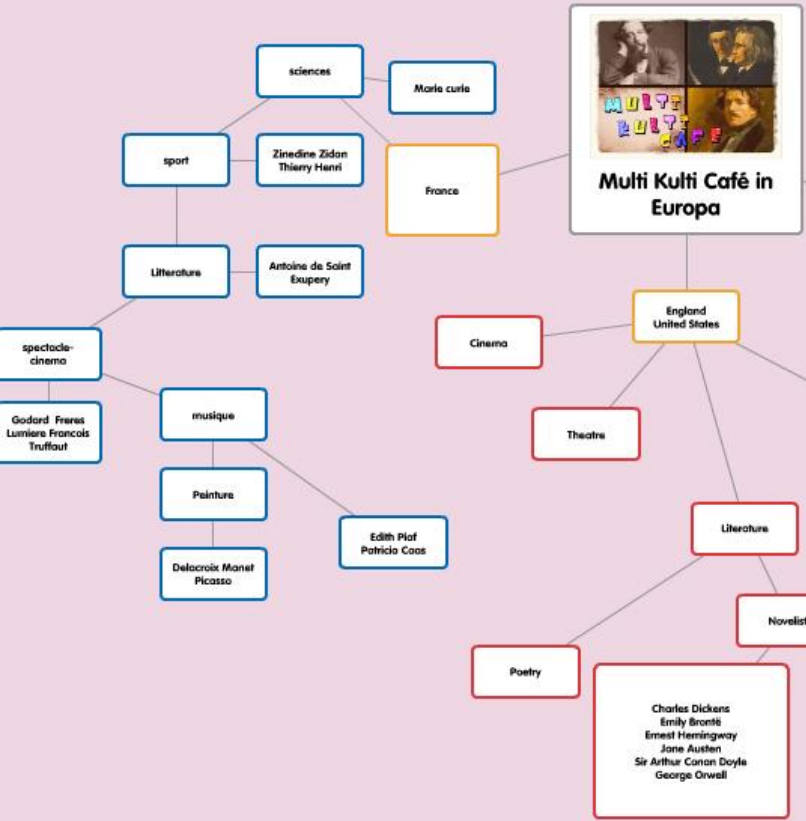 MULTI
KULTI
CAFE
Multi Kulti Café in
Europa
sciences
Marie curie
sport
Zinedine Zidan
Thierry Henri
France
Litterature
Antoine de Saint
Exupery
England
United States
spectacle-
cinema
Cinema
Godard Freres
Lumiere Francois
Truffaut
musique
Theatre
Peinture
Edith Piaf
Patricia Caas
Delacroix Manet
Picasso
Literature
Novelist
Poetry
Charles Dickens
Emily Brontë
Ernest Hemingway
Jane Austen
Sir Arthur Conan Doyle
George Orwell